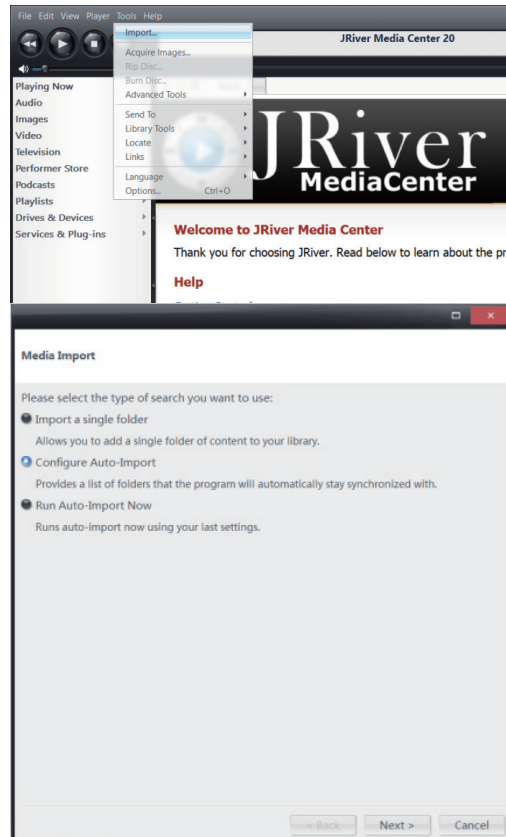 File Edit View Player Tools Help
JRiver Media Center 20
Import...
Acquire Images...
Rip Disc...
Burn Disc...
Advanced Tools
Send To
Library Tools
Locate
Links
Language
Options... Ctrl+O
Playing Now
Audio
Images
Video
Television
Performer Store
Podcasts
Playlists
Drives & Devices
Services & Plug-ins
JRiver
MediaCenter
Welcome to JRiver Media Center
Thank you for choosing JRiver. Read below to learn about the pr
Help
Media Import
Please select the type of search you want to use:
Import a single folder
Allows you to add a single folder of content to your library.
Configure Auto-Import
Provides a list of folders that the program will automatically stay synchronized with.
Run Auto-Import Now
Runs auto-import now using your last settings.
< Back Next > Cancel